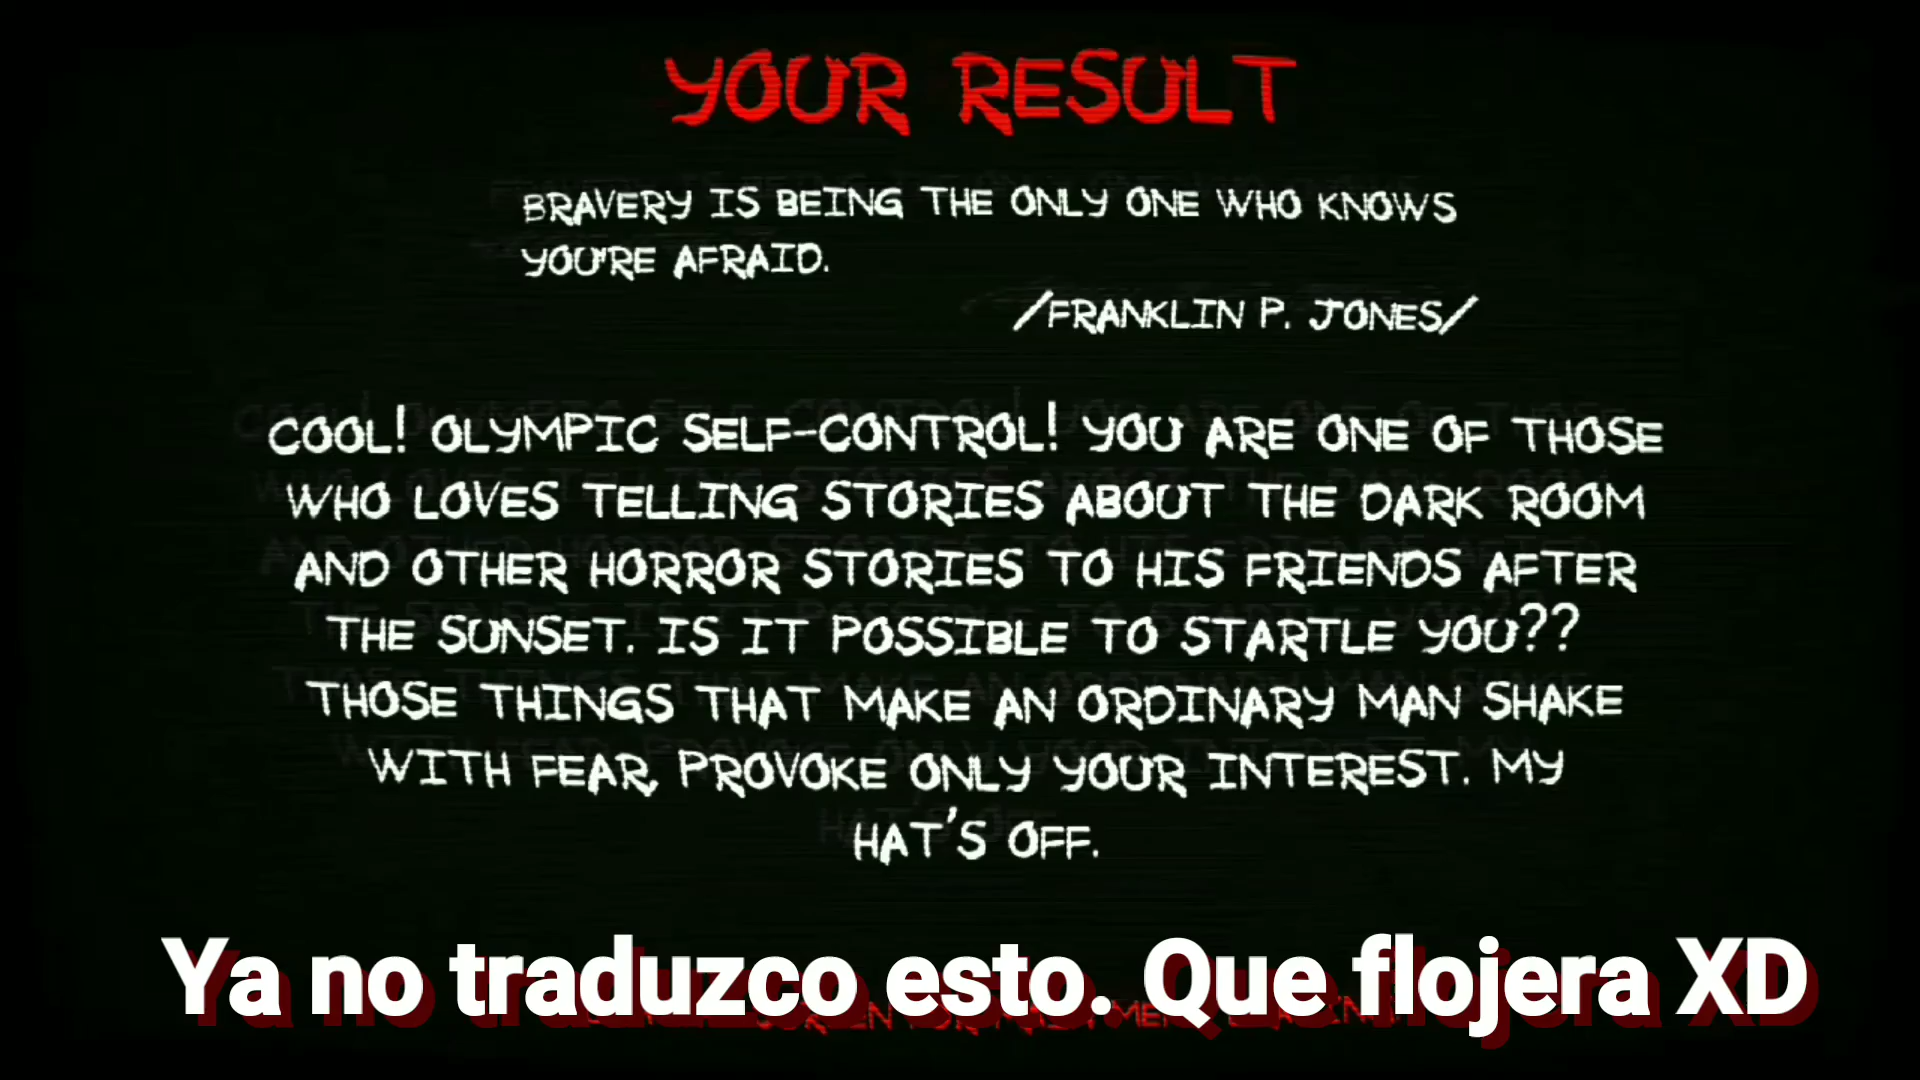 YOUR RESULT
BRAVERY IS BEING THE ONLY ONE WHO KNOWS
YOU'RE AFRAID.
/FRANKLIN P. JONES/
COOL! OLYMPIC SELF-CONTROL! YOU ARE ONE OF THOSE
WHO LOVES TELLING STORIES ABOUT THE DARK ROOM
AND OTHER HORROR STORIES TO HIS FRIENDS AFTER
THE SUNSET. IS IT POSSIBLE TO STARTLE YOU??
THOSE THINGS THAT MAKE AN ORDINARY MAN SHAKE
WITH FEAR, PROVOKE ONLY YOUR INTEREST. MY
HAT'S OFF.
Ya no traduzco esto. Que flojera XD